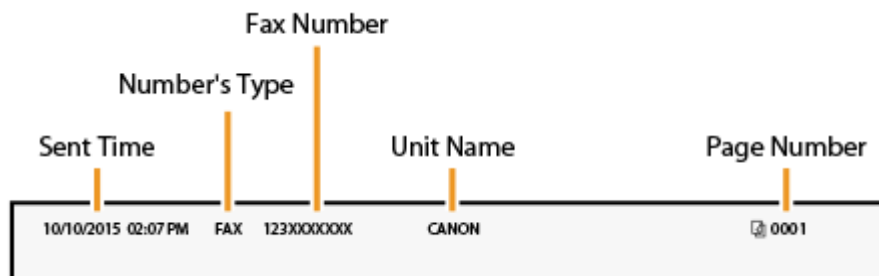 Fax Number
Number's Type
Sent Time Unit Name Page Number
10/10/2015 02:07 PM FAX 123XXXXXXX CANON 0001